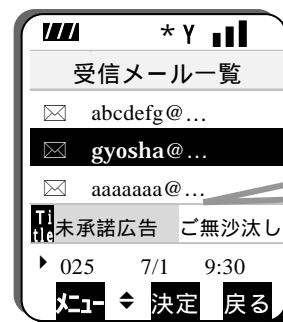 * Y
受信メール一覧
abcdefg@…
gyosha@…
aaaaaaa@…
Title 未承諾広告 ご無沙汰し
025 7/1 9:30
メニュー 決定 戻る